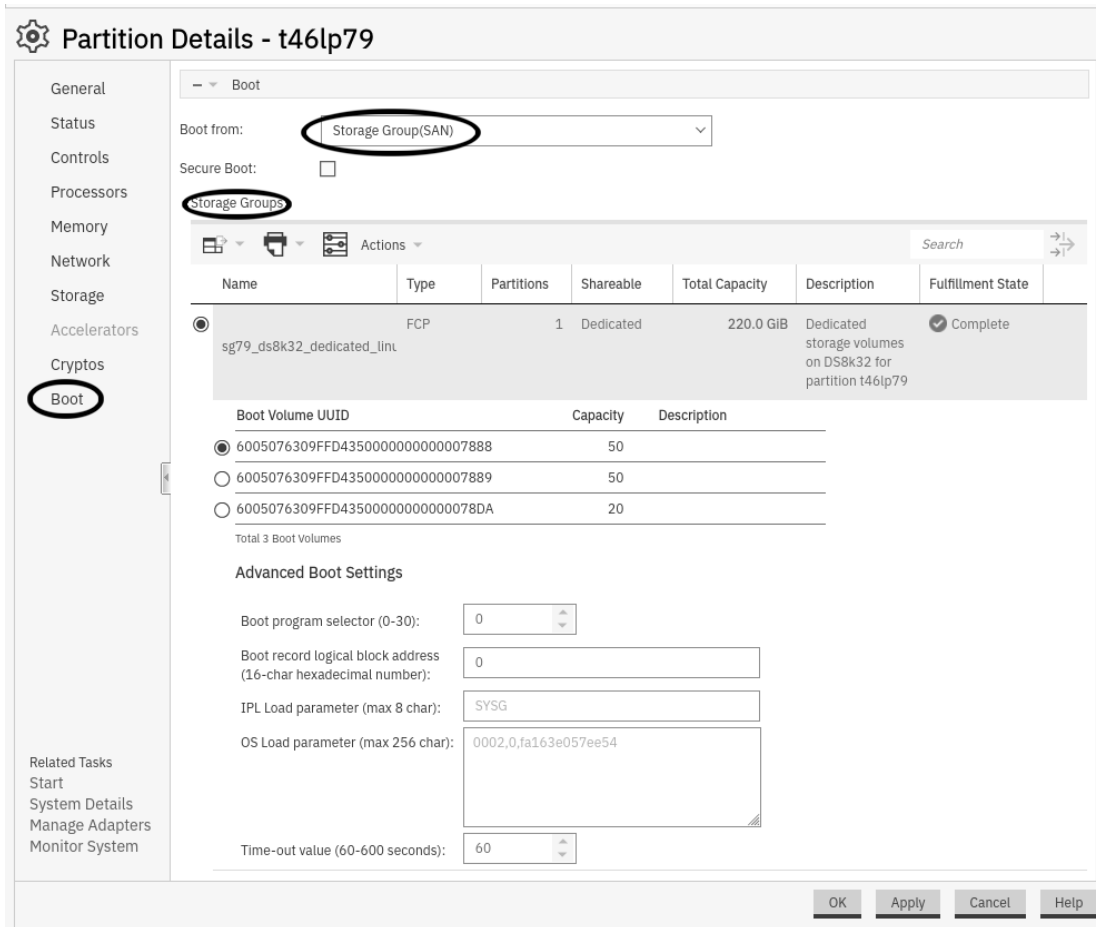 Partition Details - t46lp79
General
Status
Controls
Processors
Memory
Network
Storage
Accelerators
Cryptos
Boot
Related Tasks
Start
System Details
Manage Adapters
Monitor System
Boot
Boot from: Storage Group(SAN)
Secure Boot:
Storage Groups
Actions Search
Name Type Partitions Shareable Total Capacity Description Fulfillment State
sg79_ds8k32_dedicated_linu FCP 1 Dedicated 220.0 GiB Dedicated Complete
storage volumes
on DS8k32 for
partition t46lp79
Boot Volume UUID Capacity Description
6005076309FFD4350000000000007888 50
6005076309FFD4350000000000007889 50
6005076309FFD43500000000000078DA 20
Total 3 Boot Volumes
Advanced Boot Settings
Boot program selector (0-30): 0
Boot record logical block address
(16-char hexadecimal number): 0
IPL Load parameter (max 8 char): SYSG
OS Load parameter (max 256 char): 0002,0,fa163e057ee54
Time-out value (60-600 seconds): 60
OK Apply Cancel Help